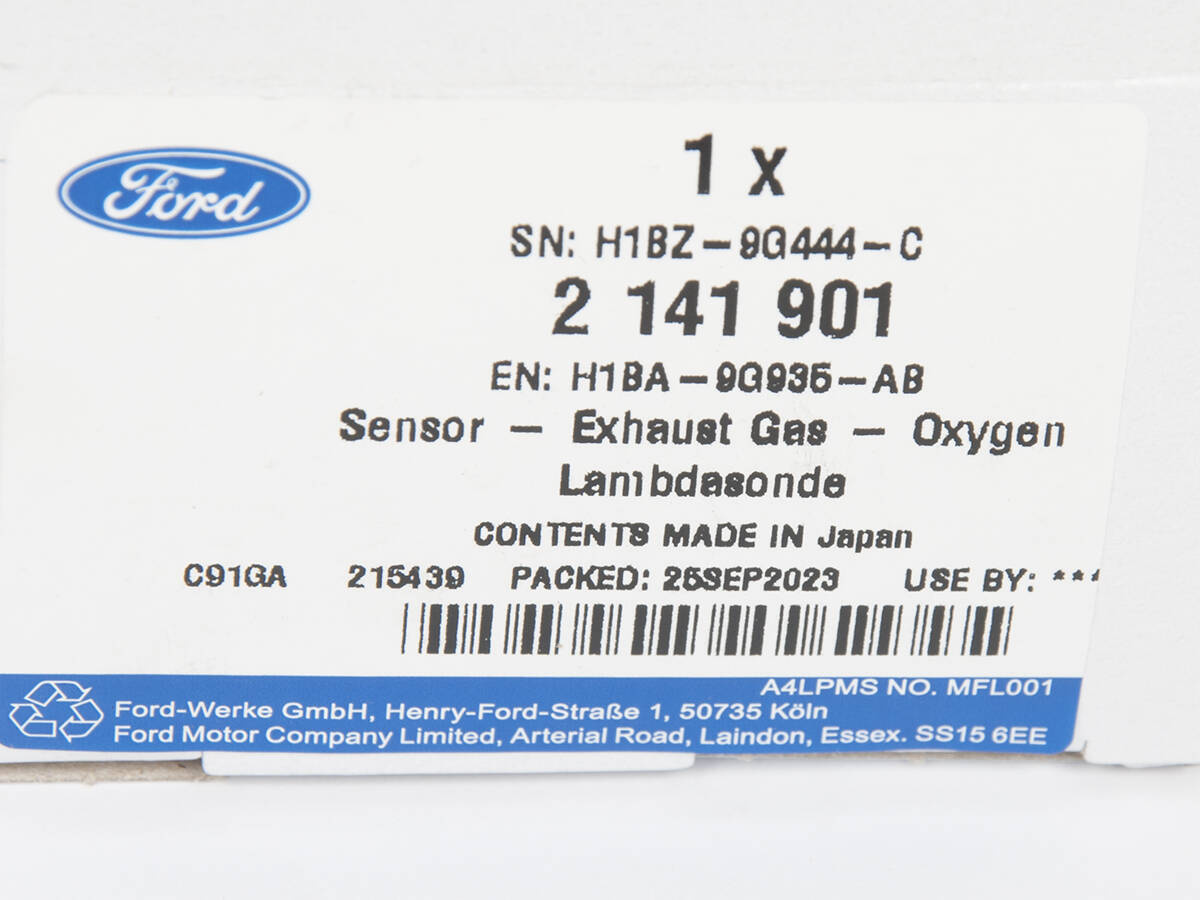 Ford
1 x
SN: H1BZ-9G444-C
2 141 901
EN: H1BA-9G935-AB
Sensor - Exhaust Gas - Oxygen
Lambdasonde
CONTENTS MADE IN Japan
C91GA 215439 PACKED: 25SEP2023 USE BY: ***
A4LPMS NO. MFL001
Ford-Werke GmbH, Henry-Ford-Straße 1, 50735 Köln
Ford Motor Company Limited, Arterial Road, Laindon, Essex. SS15 6EE